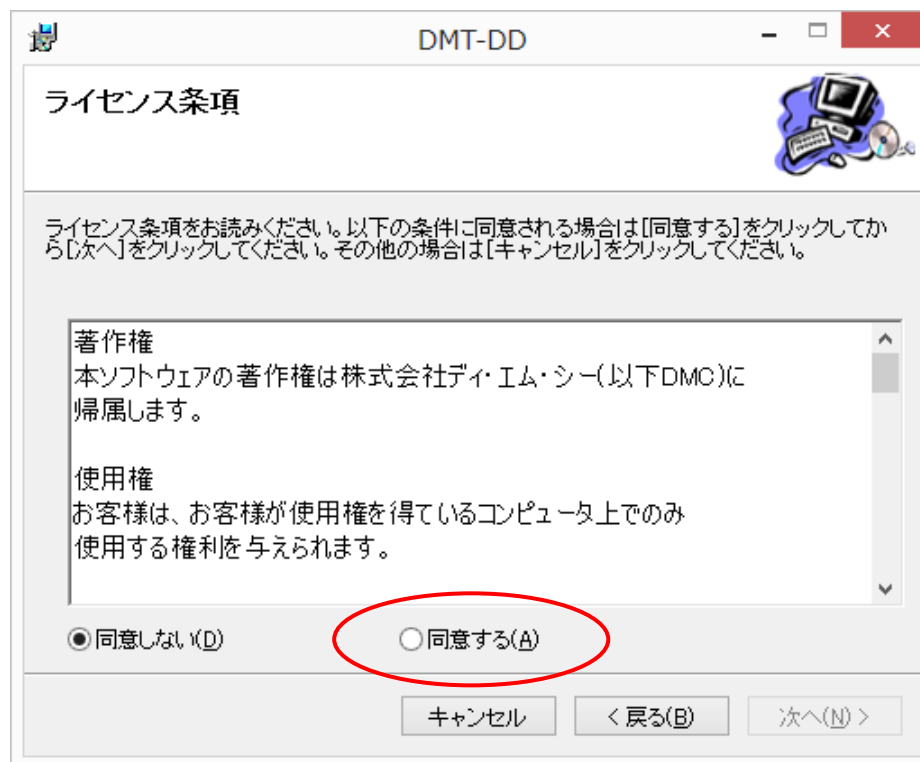 DMT-DD
ライセンス条項
ライセンス条項をお読みください。以下の条件に同意される場合は[同意する]をクリックしてか
ら[次へ]をクリックしてください。その他の場合は[キャンセル]をクリックしてください。
著作権
本ソフトウェアの著作権は株式会社ディ・エム・シー(以下DMC)に
帰属します。
使用権
お客様は、お客様が使用権を得ているコンピュータ上でのみ
使用する権利を与えられます。
同意しない(D)
同意する(A)
キャンセル
< 戻る(B)
次へ(N) >